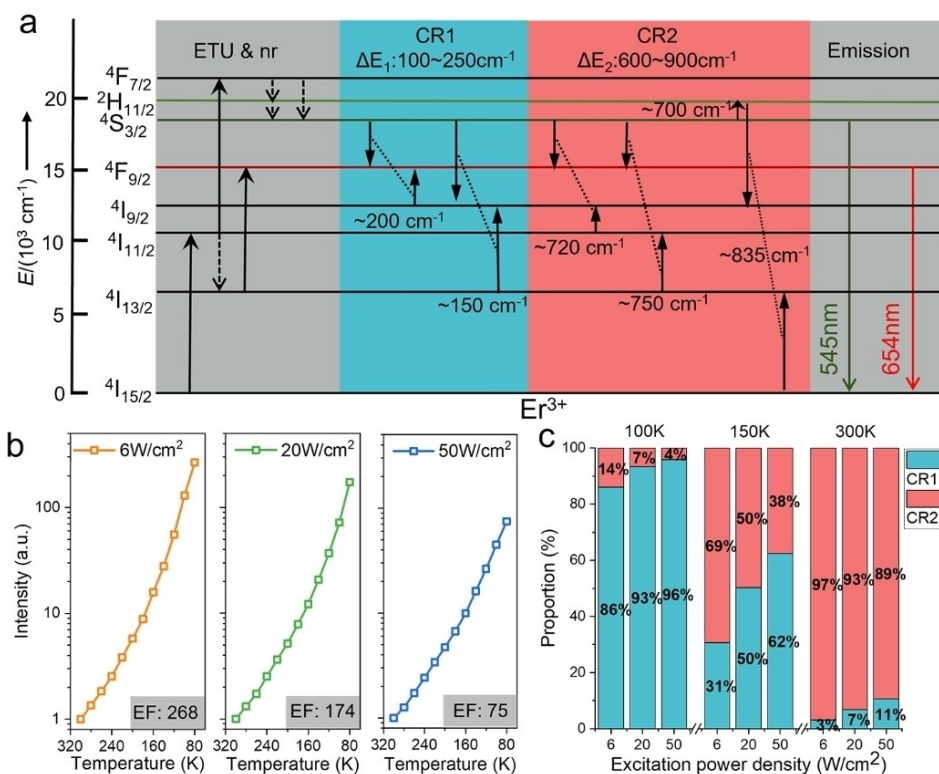 a
ETU & nr
CR1
ΔE₁:100~250cm⁻¹
CR2
ΔE₂:600~900cm⁻¹
Emission
E/(10³ cm⁻¹)
20
15
10
5
0
⁴F₇/₂
²H₁₁/₂
⁴S₃/₂
⁴F₉/₂
⁴I₉/₂
⁴I₁₁/₂
⁴I₁₃/₂
⁴I₁₅/₂
~200 cm⁻¹
~150 cm⁻¹
~700 cm⁻¹
~720 cm⁻¹
~750 cm⁻¹
~835 cm⁻¹
545nm
654nm
Er³⁺
b
Intensity (a.u.)
100
10
1
6W/cm²
EF: 268
320 240 160 80
Temperature (K)
20W/cm²
EF: 174
320 240 160 80
Temperature (K)
50W/cm²
EF: 75
320 240 160 80
Temperature (K)
c
100K 150K 300K
Proportion (%)
100
80
60
40
20
0
14% 7% 4%
86% 93% 96%
69% 50% 38%
31% 50% 62%
97% 93% 89%
3% 7% 11%
6 20 50 6 20 50 6 20 50
Excitation power density (W/cm²)
CR1
CR2